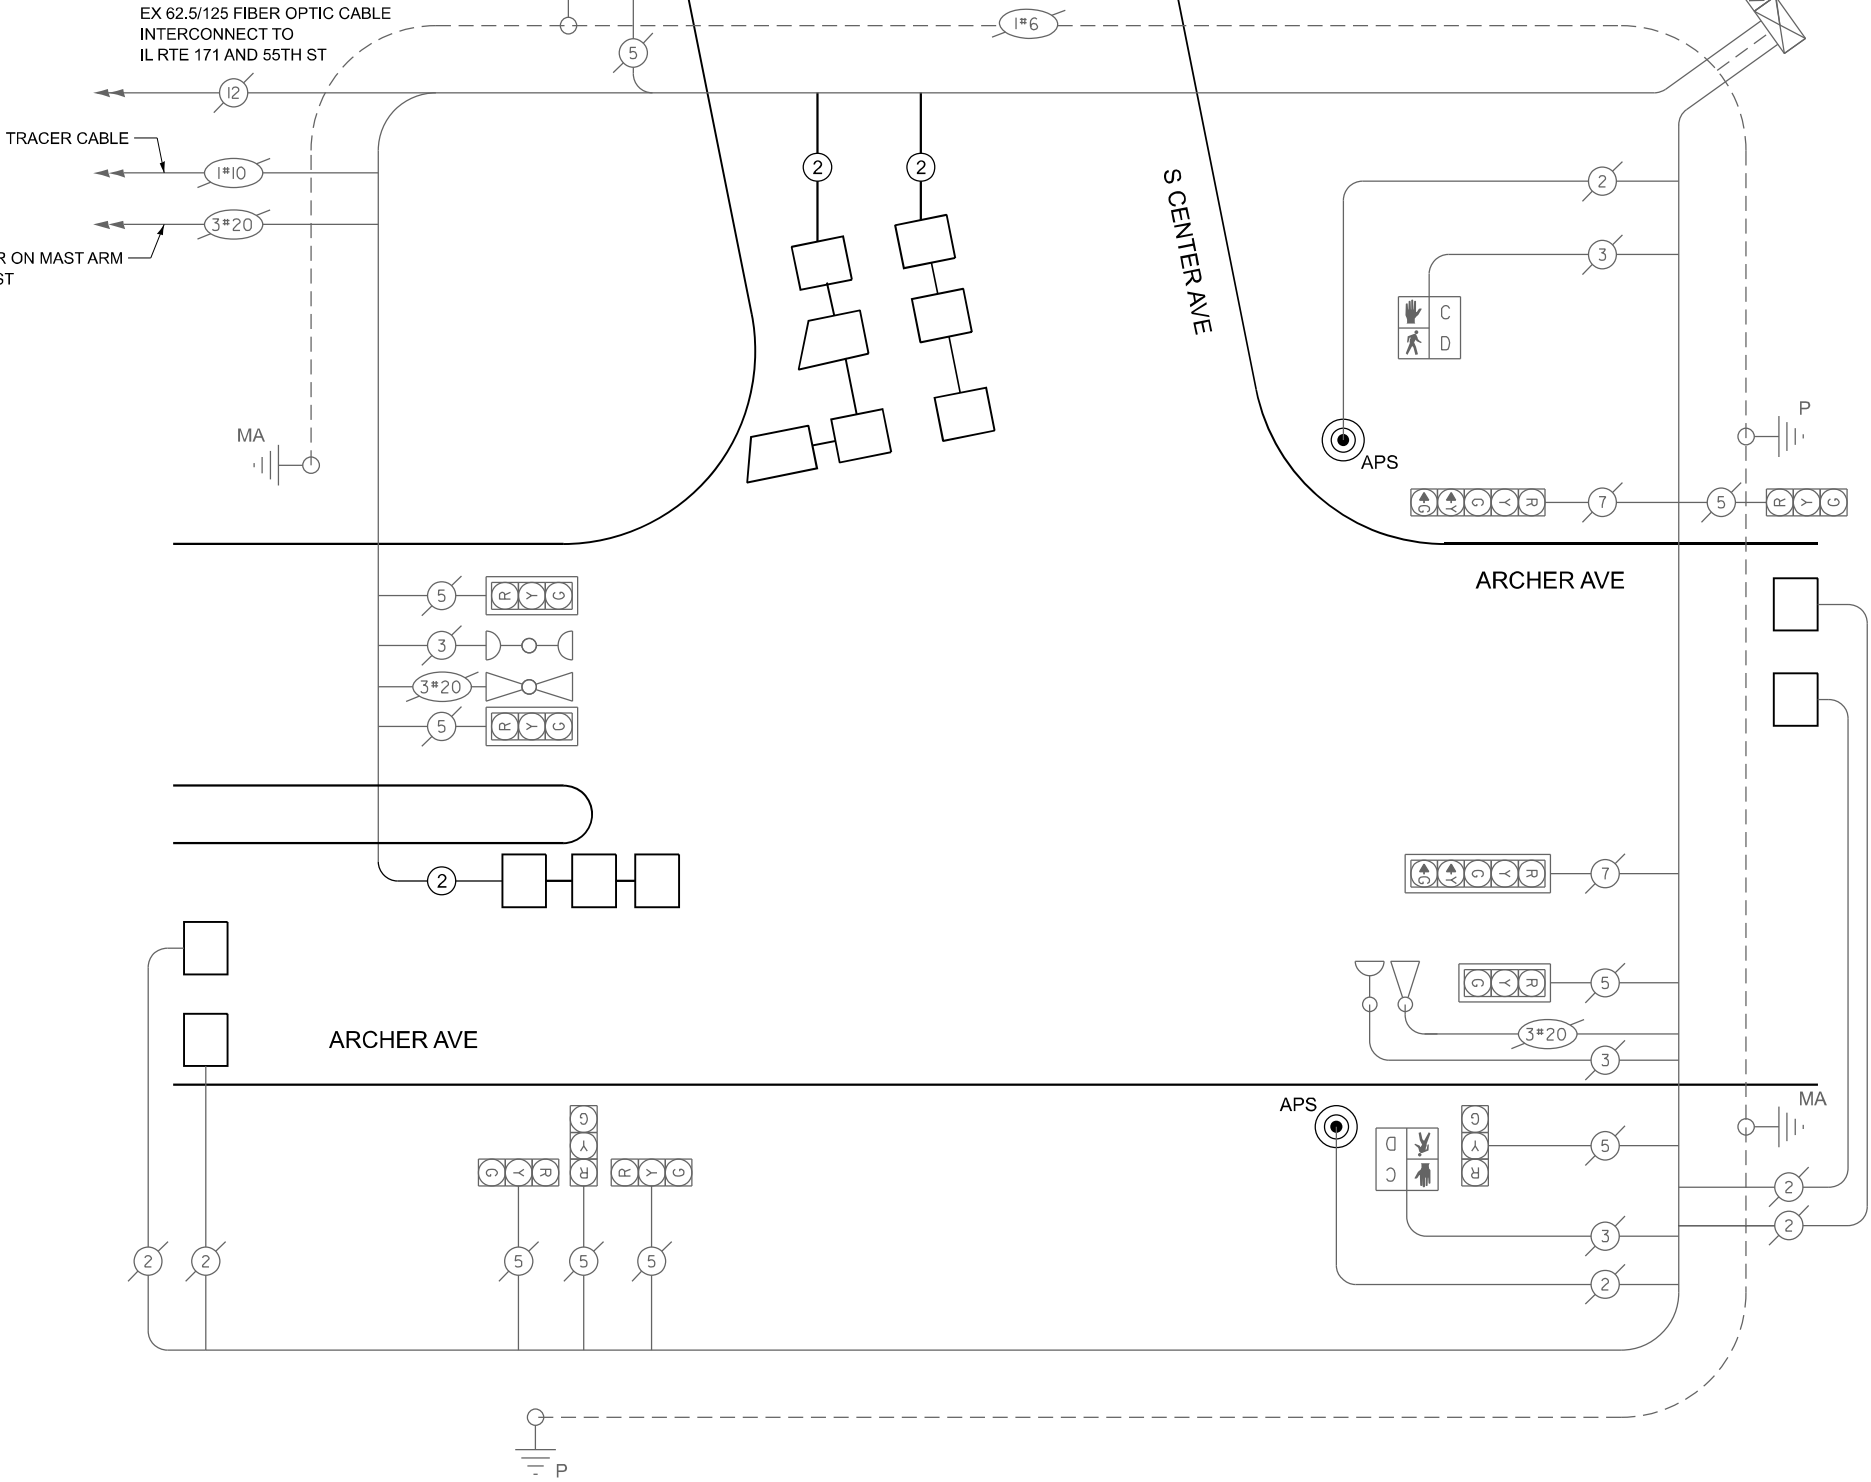 EX 62.5/125 FIBER OPTIC CABLE
INTERCONNECT TO
IL RTE 171 AND 55TH ST
1#6
5
12
TRACER CABLE
1#10
3#20
R ON MAST ARM
ST
2
2
S CENTER AVE
2
3
C
D
MA
P
APS
G Y G Y R
7
5
R Y G
ARCHER AVE
5
R Y G
3
3#20
5
R Y G
2
G Y G Y R
7
G Y R
5
3#20
3
ARCHER AVE
APS
MA
G
Y
R
D
C
G
Y
R
5
G Y R
R Y G
2
2
3
2
2
2
5
5
5
2
P